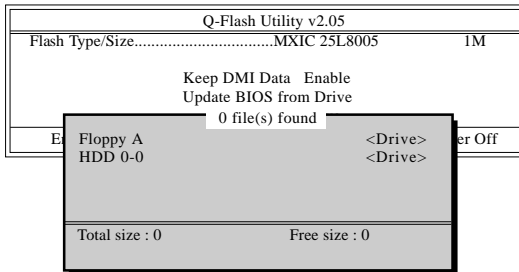 Q-Flash Utility v2.05
Flash Type/Size.................................MXIC 25L8005 1M
Keep DMI Data Enable
Update BIOS from Drive
0 file(s) found
Floppy A <Drive>
HDD 0-0 <Drive>
Total size : 0 Free size : 0
Off